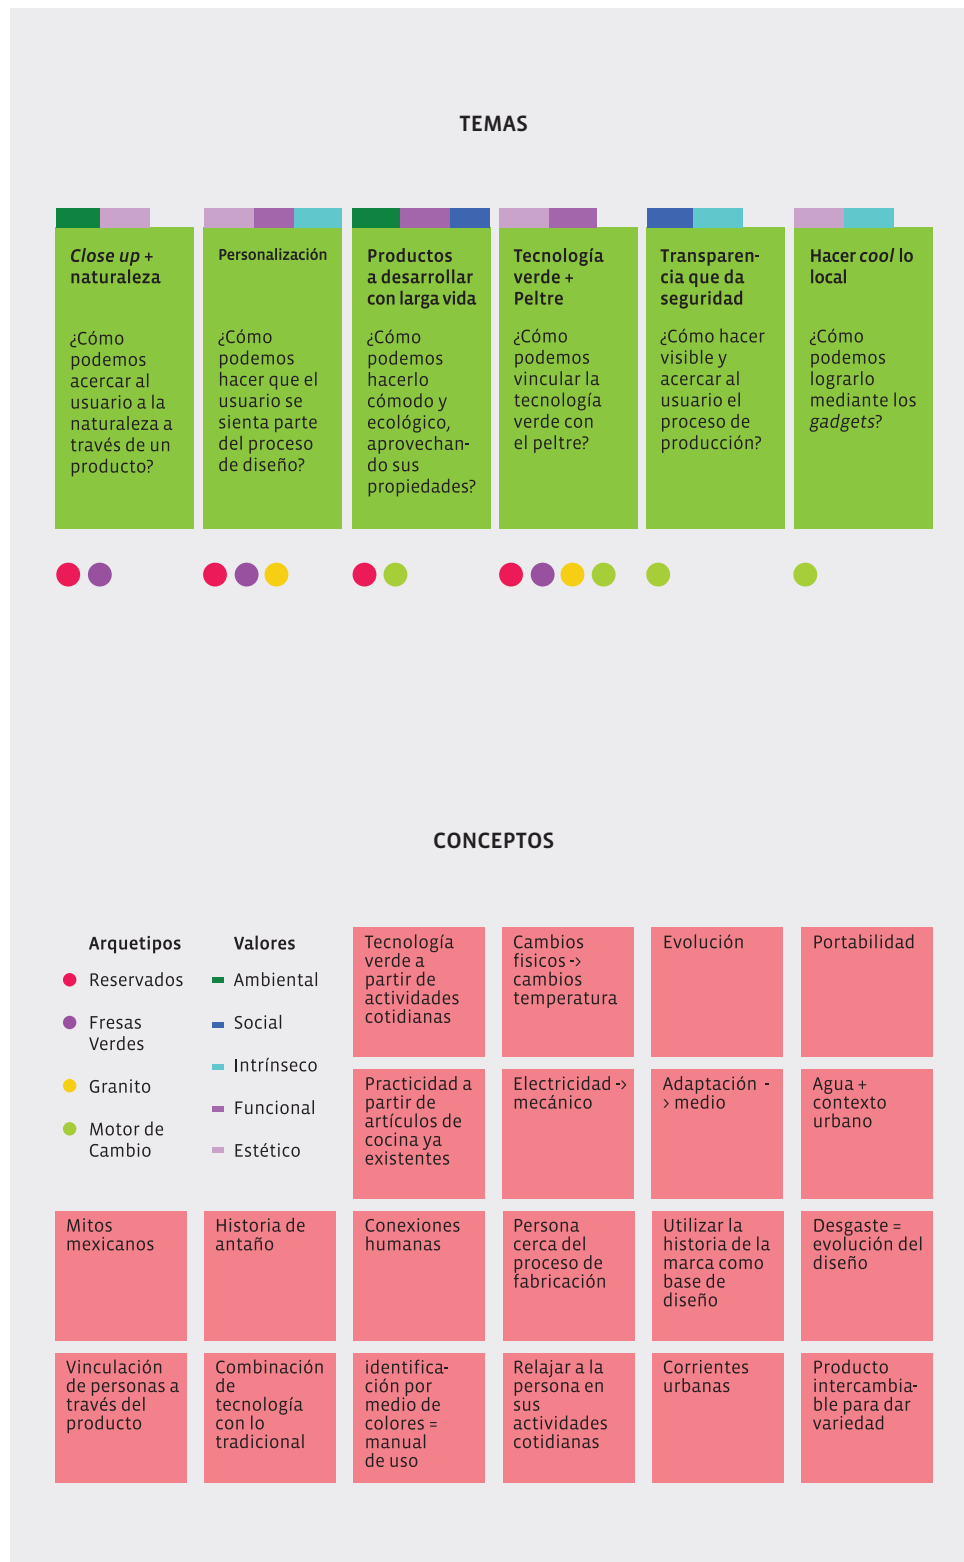 TEMAS
Close up +
naturaleza
¿Cómo
podemos
acercar al
usuario a la
naturaleza a
través de un
producto?
Personalización
¿Cómo
podemos
hacer que el
usuario se
sienta parte
del proceso
de diseño?
Productos
a desarrollar
con larga vida
¿Cómo
podemos
hacerlo
cómodo y
ecológico,
aprovechan-
do sus
propiedades?
Tecnología
verde +
Peltre
¿Cómo
podemos
vincular la
tecnología
verde con
el peltre?
Transparen-
cia que da
seguridad
¿Cómo hacer
visible y
acercar al
usuario el
proceso de
producción?
Hacer cool lo
local
¿Cómo
podemos
lograrlo
mediante los
gadgets?
CONCEPTOS
Arquetipos
Reservados
Fresas
Verdes
Granito
Motor de
Cambio
Valores
Ambiental
Social
Intrínseco
Funcional
Estético
Tecnología
verde a
partir de
actividades
cotidianas
Cambios
fisicos ->
cambios
temperatura
Evolución
Portabilidad
Practicidad a
partir de
artículos de
cocina ya
existentes
Electricidad ->
mecánico
Adaptación -
> medio
Agua +
contexto
urbano
Mitos
mexicanos
Historia de
antaño
Conexiones
humanas
Persona
cerca del
proceso de
fabricación
Utilizar la
historia de la
marca como
base de
diseño
Desgaste =
evolución del
diseño
Vinculación
de personas a
través del
producto
Combinación
de
tecnología
con lo
tradicional
identifica-
ción por
medio de
colores =
manual
de uso
Relajar a la
persona en
sus
actividades
cotidianas
Corrientes
urbanas
Producto
intercambia-
ble para dar
variedad